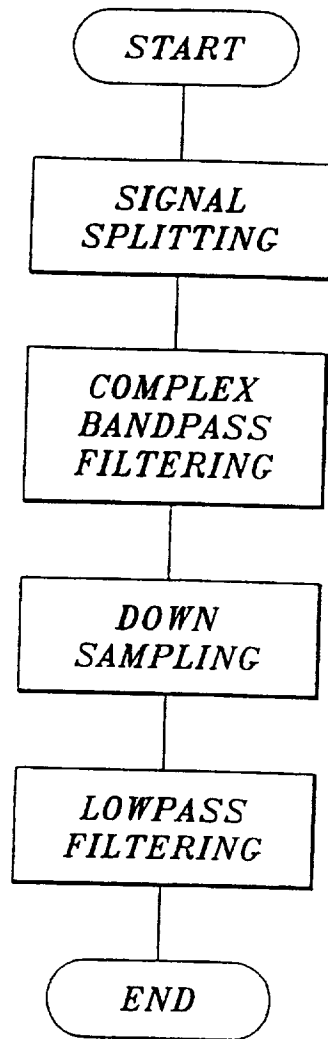 START
SIGNAL
SPLITTING
COMPLEX
BANDPASS
FILTERING
DOWN
SAMPLING
LOWPASS
FILTERING
END